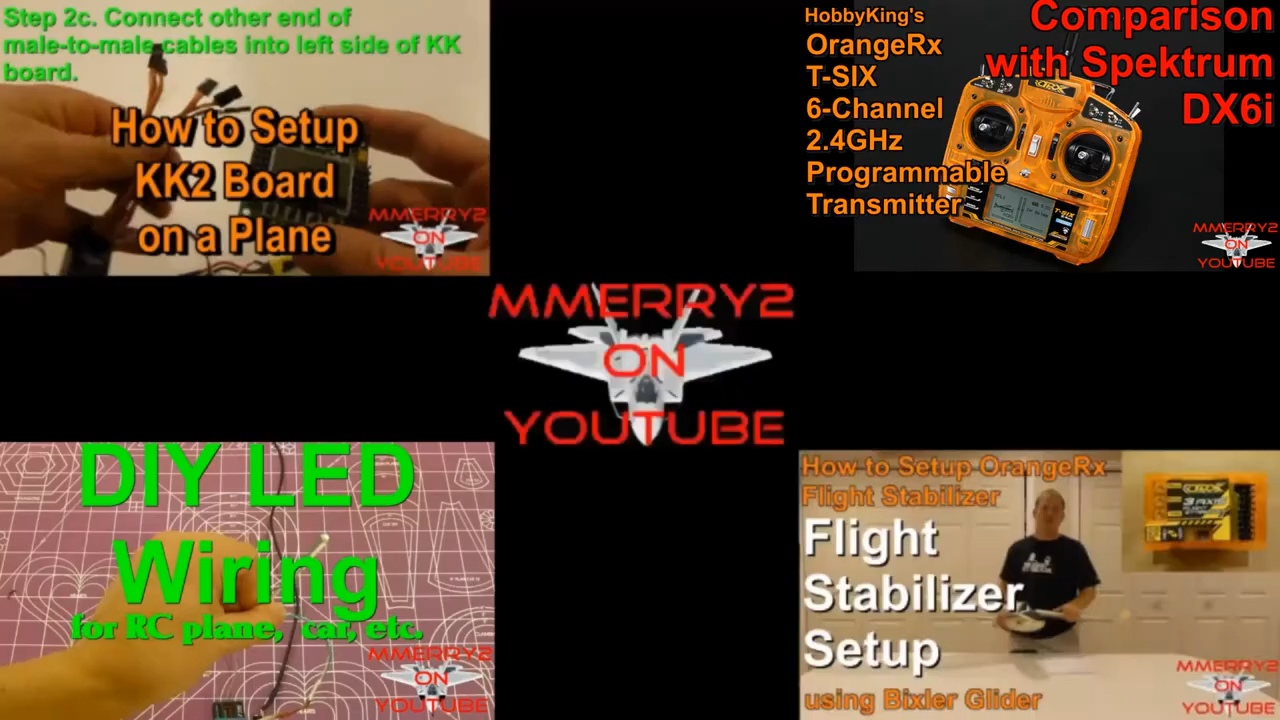 Step 2c. Connect other end of
male-to-male cables into left side of KK
board.
How to Setup
KK2 Board
on a Plane
MMERRY2
ON
YOUTUBE
HobbyKing's
OrangeRx
T-SIX
6-Channel
2.4GHz
Programmable
Transmitter
Comparison
with Spektrum
DX6i
T-SIX
MMERRY2
ON
YOUTUBE
MMERRY2
ON
YOUTUBE
DIY LED
Wiring
for RC plane, car, etc.
MMERRY2
ON
YOUTUBE
How to Setup OrangeRx
Flight Stabilizer
Flight
Stabilizer
Setup
using Bixler Glider
3 AXIS
MMERRY2
ON
YOUTUBE